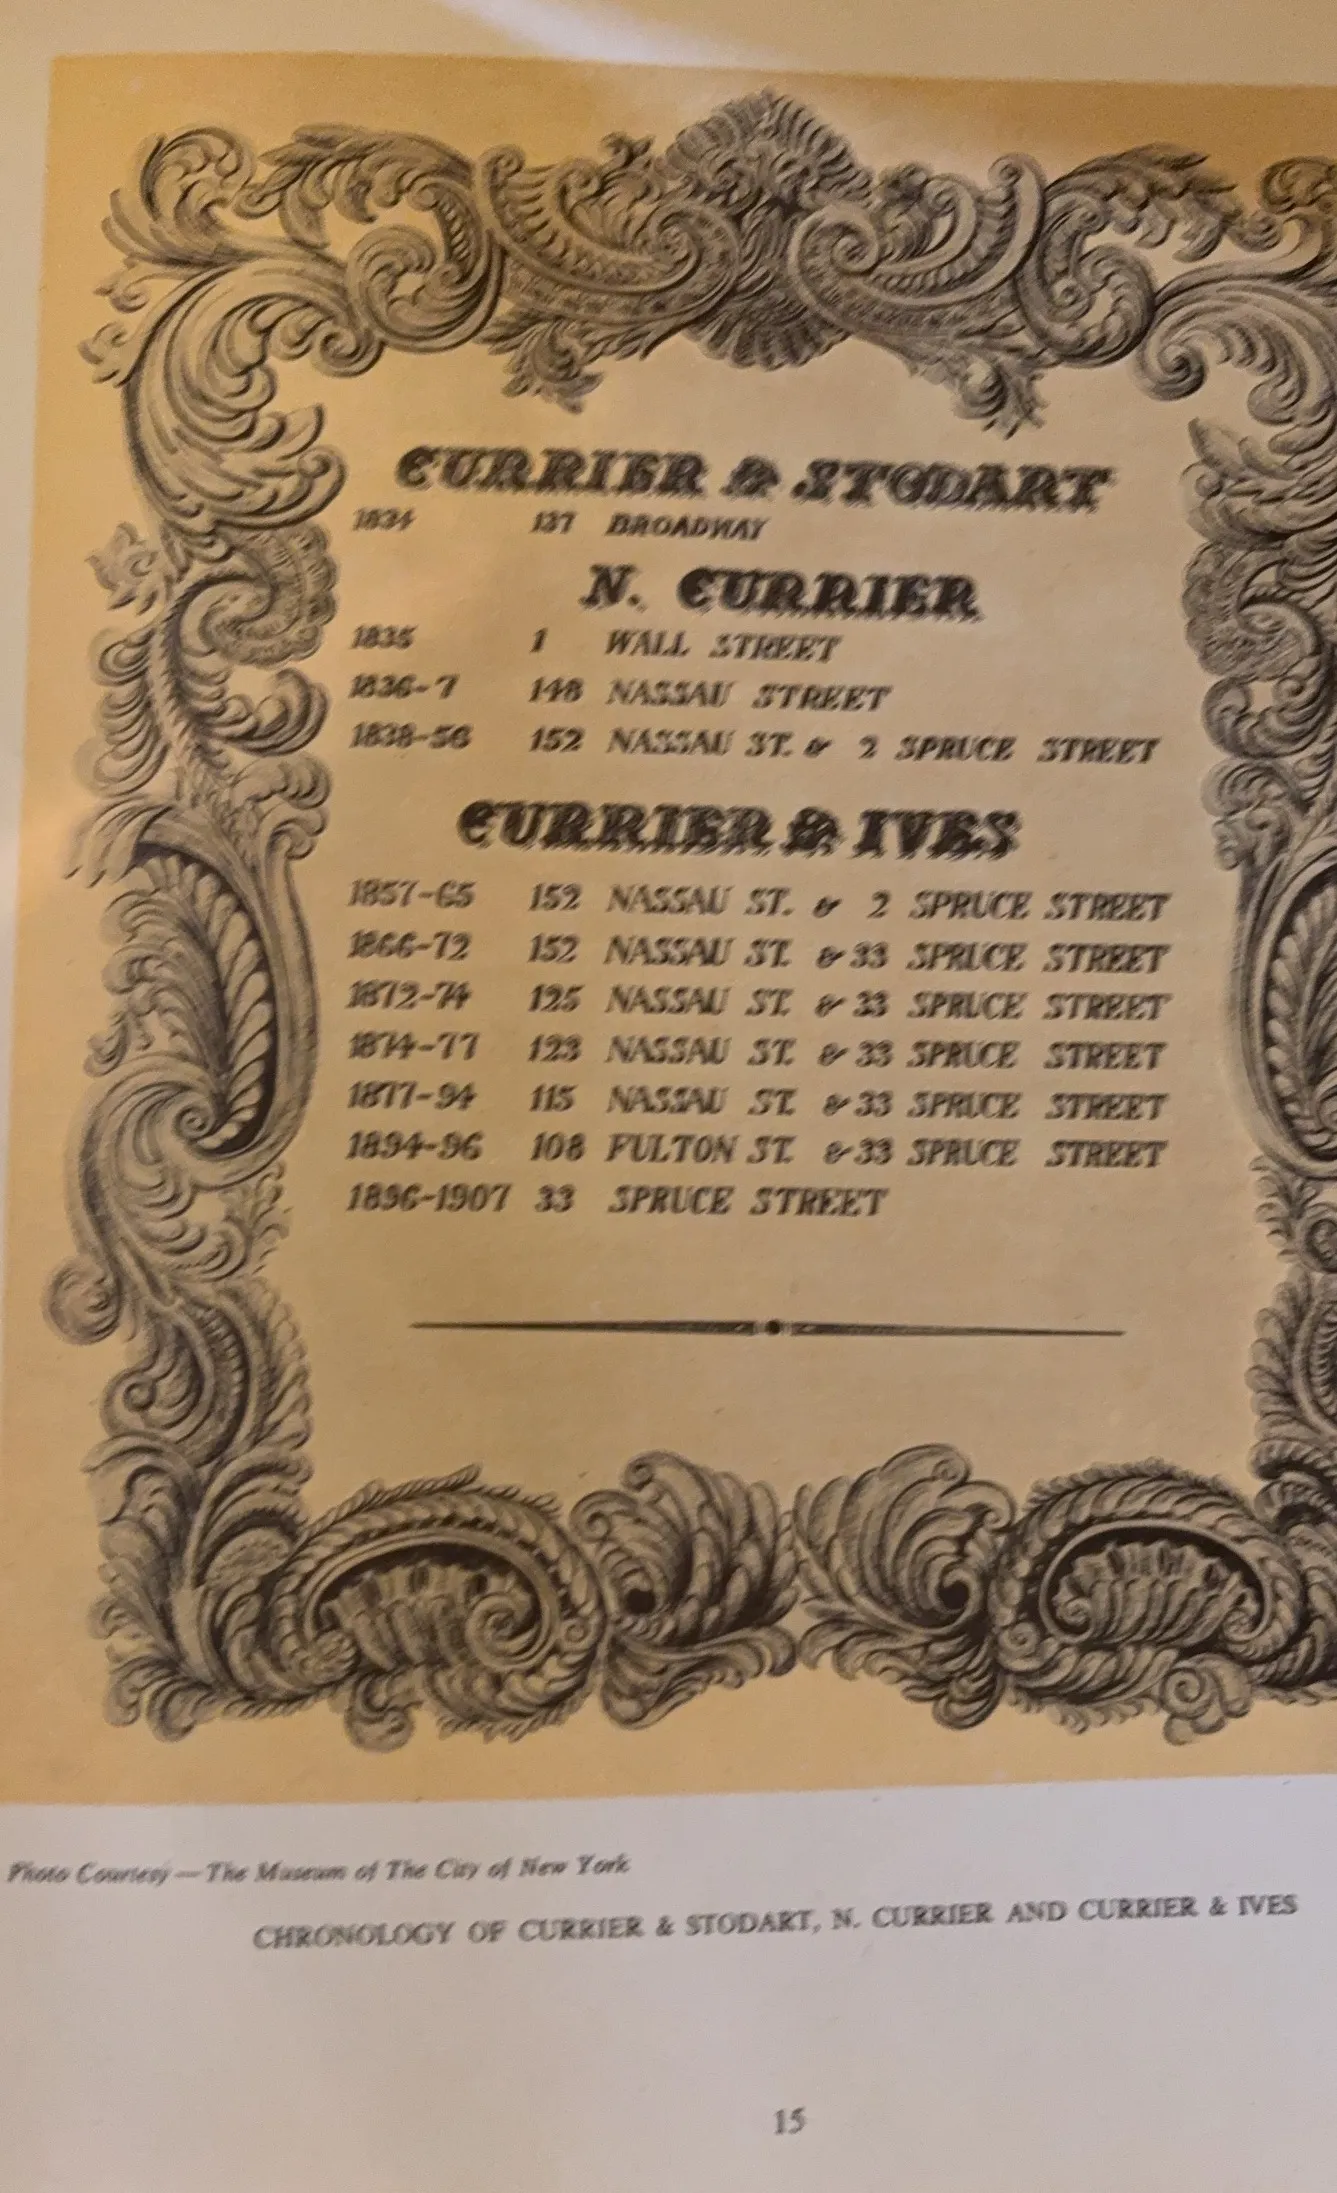 CURRIER & STODART
1834 137 BROADWAY
N. CURRIER
1835 1 WALL STREET
1836-7 148 NASSAU STREET
1838-56 152 NASSAU ST. & 2 SPRUCE STREET
CURRIER & IVES
1857-65 152 NASSAU ST. & 2 SPRUCE STREET
1866-72 152 NASSAU ST. & 33 SPRUCE STREET
1872-74 125 NASSAU ST. & 33 SPRUCE STREET
1874-77 123 NASSAU ST. & 33 SPRUCE STREET
1877-94 115 NASSAU ST. & 33 SPRUCE STREET
1894-96 108 FULTON ST. & 33 SPRUCE STREET
1896-1907 33 SPRUCE STREET
Photo Courtesy — The Museum of The City of New York
CHRONOLOGY OF CURRIER & STODART, N. CURRIER AND CURRIER & IVES
15